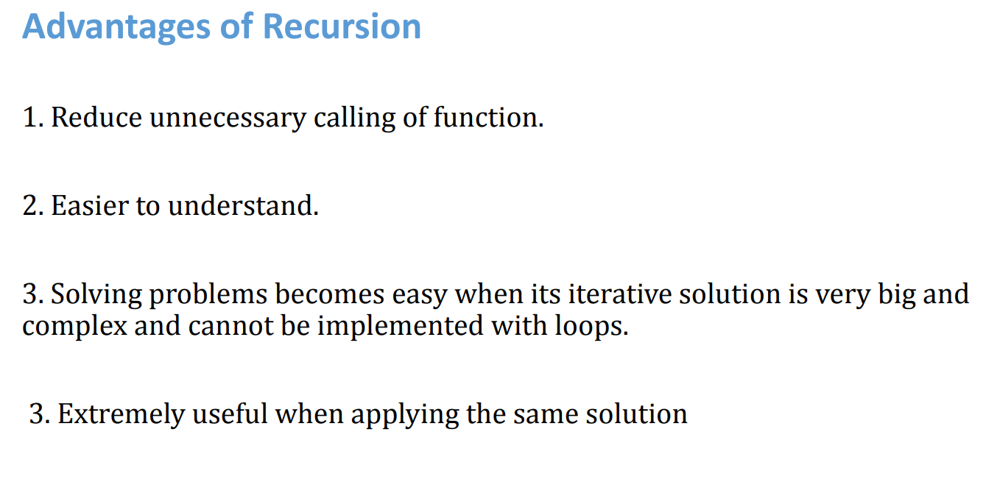 Advantages of Recursion
1. Reduce unnecessary calling of function.
2. Easier to understand.
3. Solving problems becomes easy when its iterative solution is very big and
complex and cannot be implemented with loops.
3. Extremely useful when applying the same solution